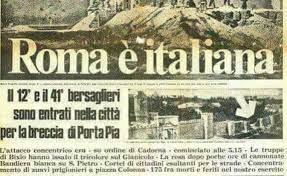 Roma è italiana
Il 12° e il 41° bersaglieri
sono entrati nella città
per la breccia di Porta Pia
L'attacco concentrico era - su ordine di Cadorna - cominciato alle 5.15 - Le truppe
di Bixio hanno issato il tricolore sul Gianicolo - La resa dopo poche ore di cannonate
Bandiera bianca su S. Pietro - Cortei di cittadini esultanti per le strade - Concentra-
mento di zuavi prigionieri a piazza Colonna - 175 fra morti e feriti nel nostro esercito